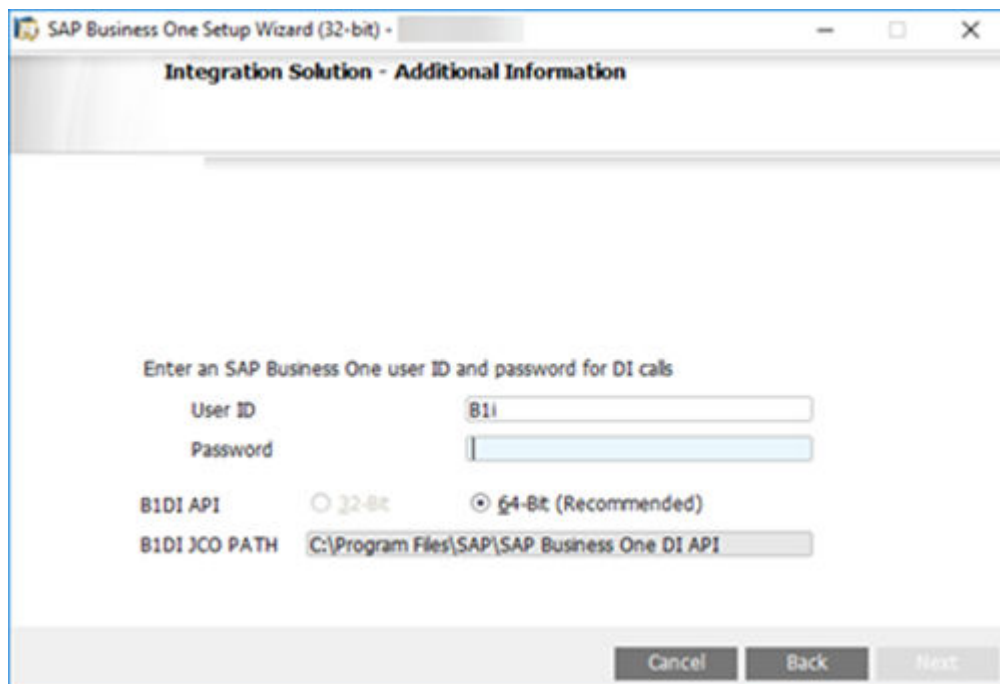 SAP Business One Setup Wizard (32-bit) -
Integration Solution - Additional Information
Enter an SAP Business One user ID and password for DI calls
User ID B1i
Password
B1DI API 32-Bit 64-Bit (Recommended)
B1DI JCO PATH C:\Program Files\SAP\SAP Business One DI API
Cancel Back Next